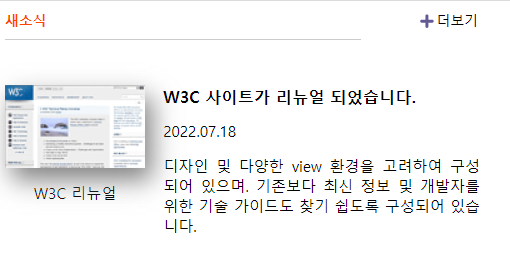 새소식
더보기
W3C 사이트가 리뉴얼 되었습니다.
2022.07.18
디자인 및 다양한 view 환경을 고려하여 구성
되어 있으며. 기존보다 최신 정보 및 개발자를
위한 기술 가이드도 찾기 쉽도록 구성되어 있습
니다.
W3C
W3C 리뉴얼